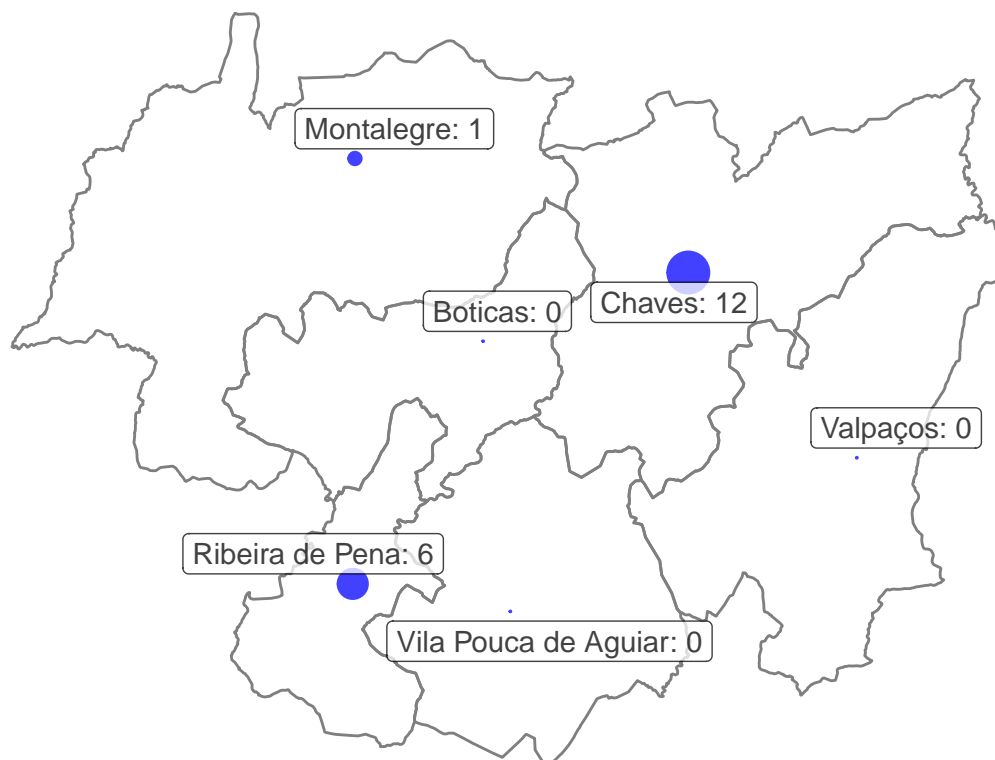 Montalegre: 1
Chaves: 12
Boticas: 0
Valpaços: 0
Ribeira de Pena: 6
Vila Pouca de Aguiar: 0